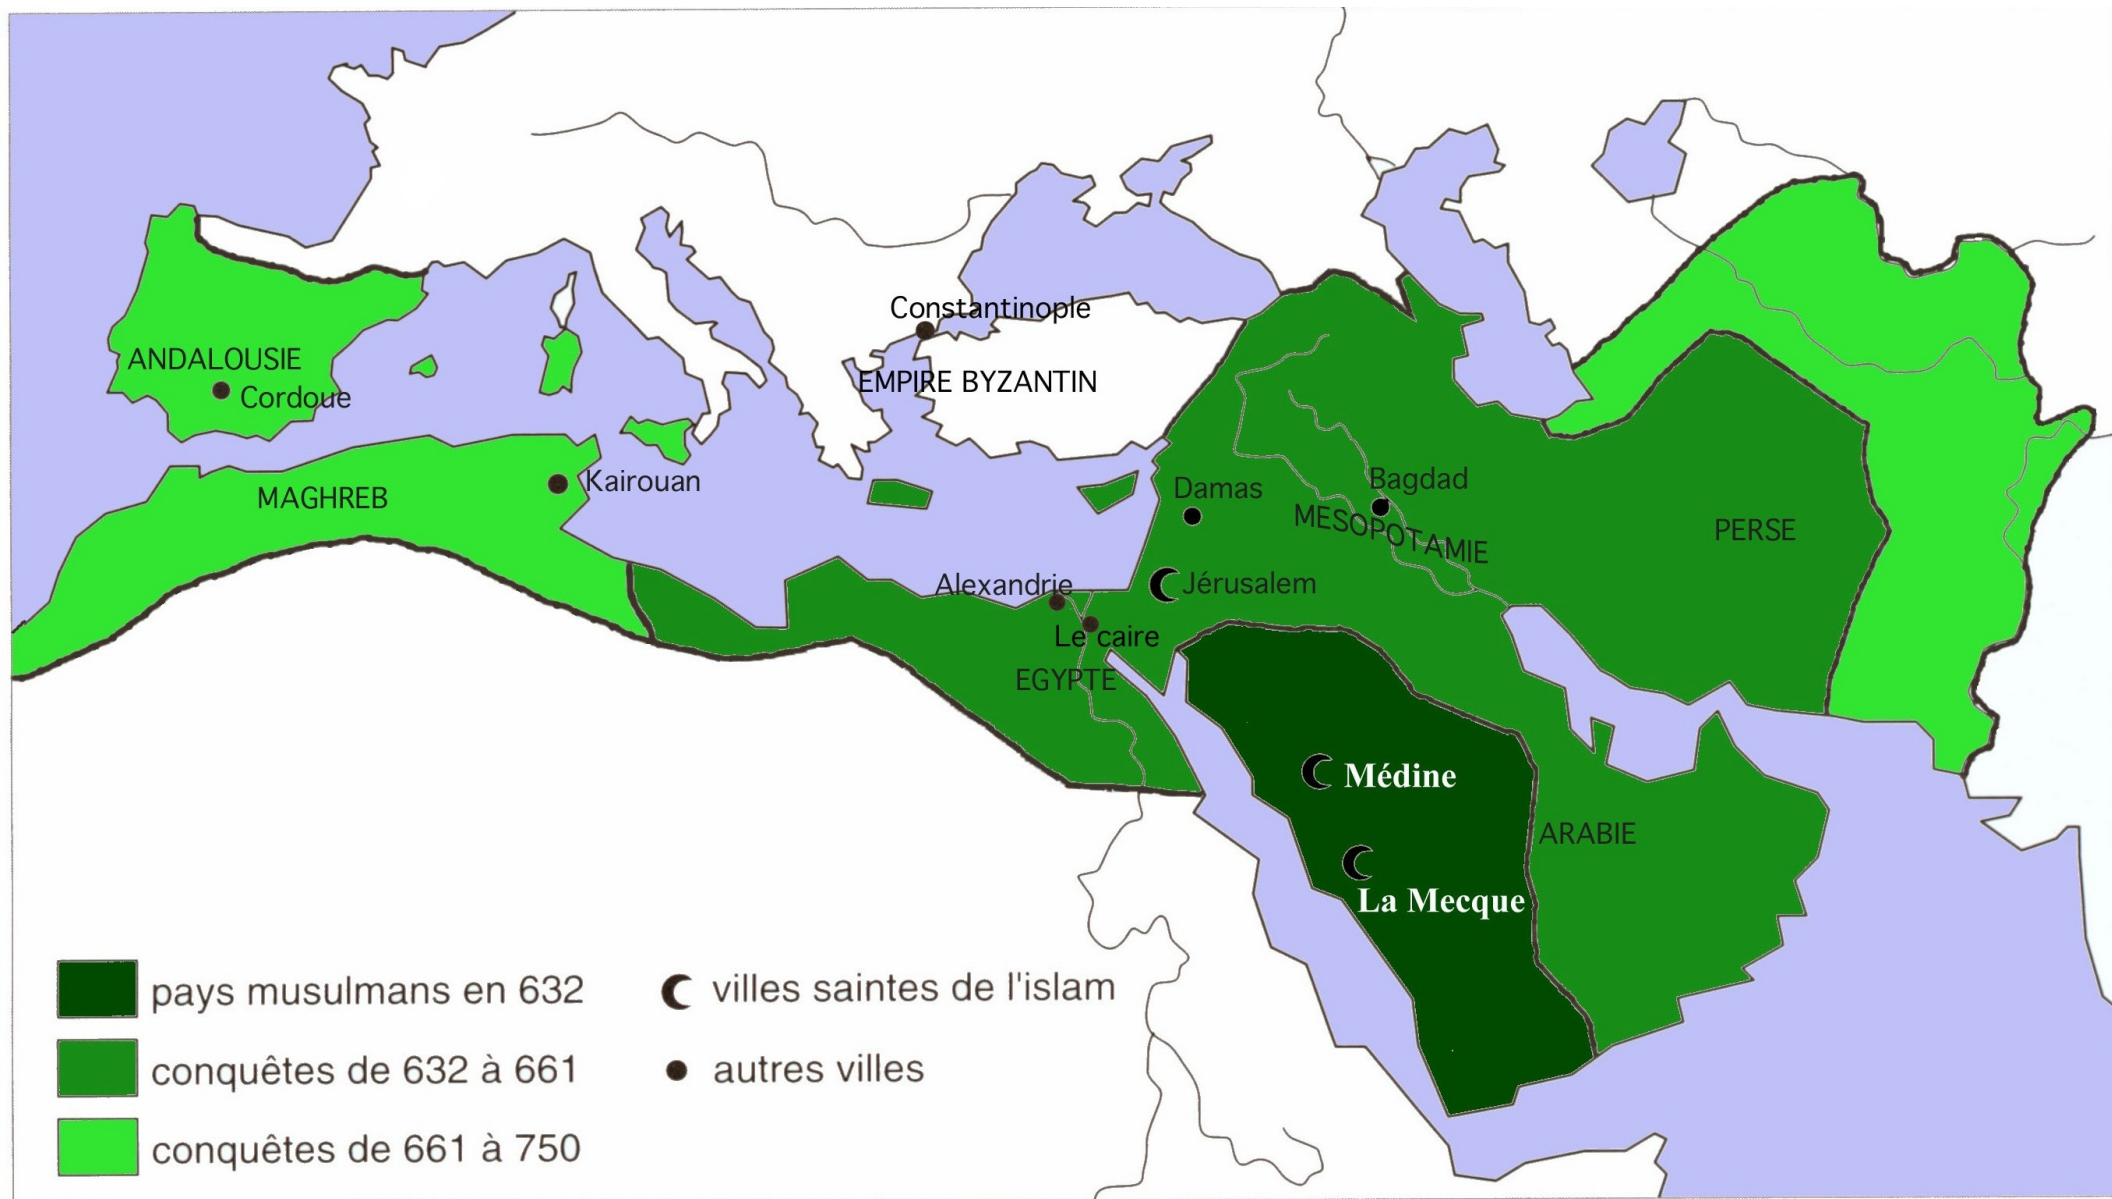 Constantinople
ANDALOUSIE
EMPIRE BYZANTIN
Cordoue
Kairouan
MAGHREB
Damas
Bagdad
MESOPOTAMIE
PERSE
Alexandrie
Jérusalem
Le caire
EGYPTE
Médine
ARABIE
La Mecque
pays musulmans en 632
villes saintes de l'islam
conquêtes de 632 à 661
autres villes
conquêtes de 661 à 750